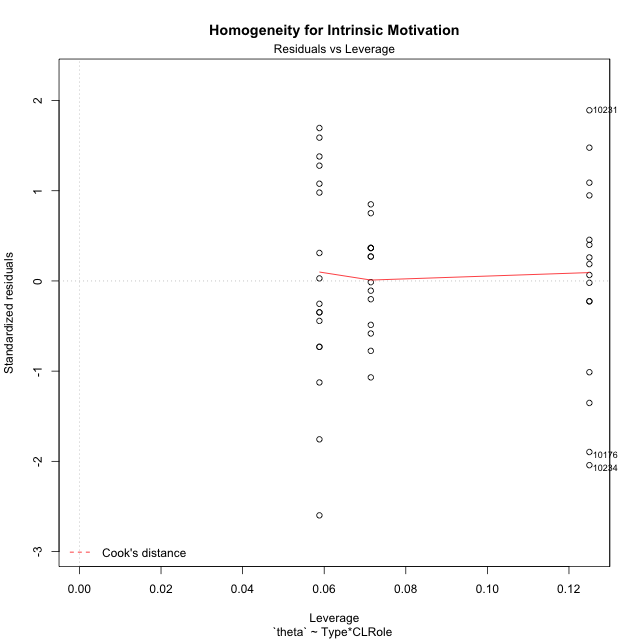 Homogeneity for Intrinsic Motivation
Residuals vs Leverage
2
1
0
-1
-2
-3
Standardized residuals
10231
10176
10234
Cook's distance
0.00 0.02 0.04 0.06 0.08 0.10 0.12
Leverage
`theta` ~ Type*CLRole